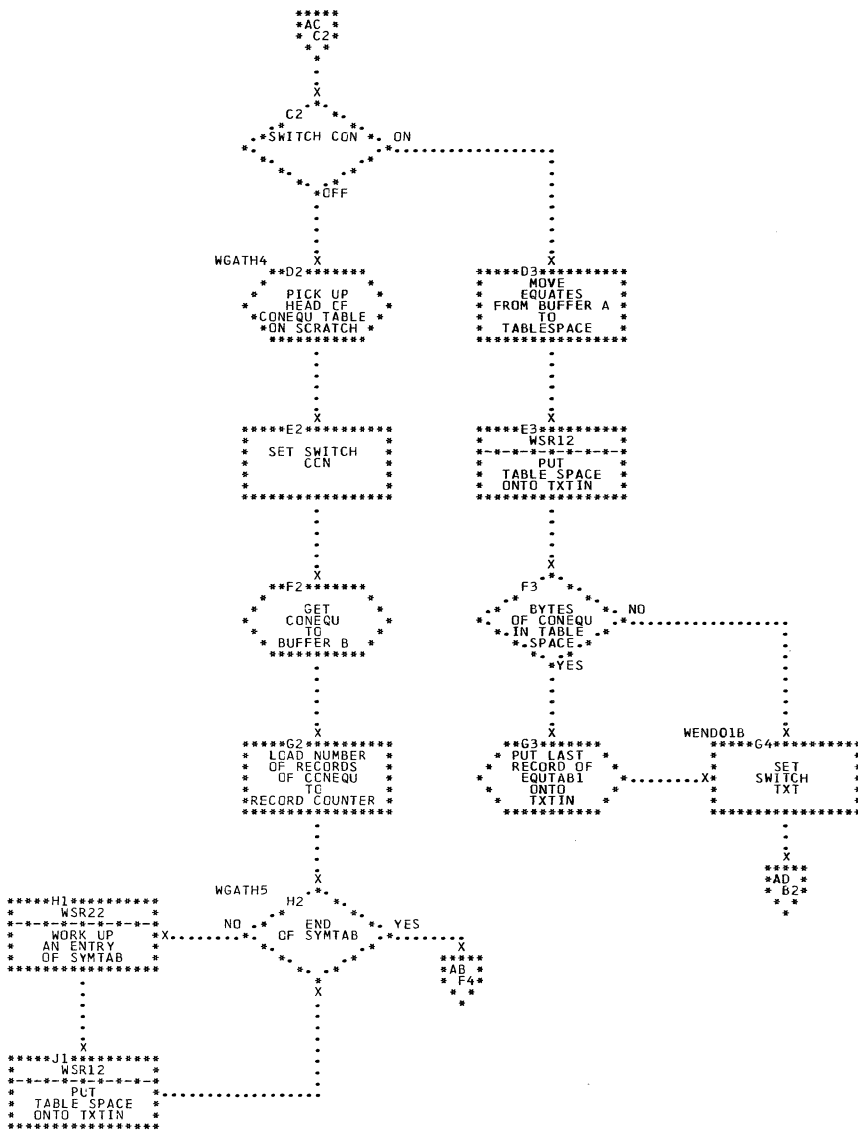 AC
C2
C2
SWITCH CON
ON
OFF
WGATH4
D2
PICK UP
HEAD CF
CONEQU TABLE
ON SCRATCH
D3
MOVE
EQUATES
FROM BUFFER A
TO
TABLESPACE
E2
SET SWITCH
CCN
E3
WSR12
PUT
TABLE SPACE
ONTO TXTIN
F2
GET
CONEQU
TO
BUFFER B
F3
BYTES
OF CONEQU
IN TABLE
SPACE
NO
YES
G2
LOAD NUMBER
OF RECORDS
OF CCNEQU
TO
RECORD COUNTER
G3
PUT LAST
RECORD OF
EQUTAB1
ONTO
TXTIN
WENDO1B
G4
SET
SWITCH
TXT
AD
B2
WGATH5
H2
END
OF SYMTAB
NO
YES
H1
WSR22
WORK UP
AN ENTRY
OF SYMTAB
AB
F4
J1
WSR12
PUT
TABLE SPACE
ONTO TXTIN